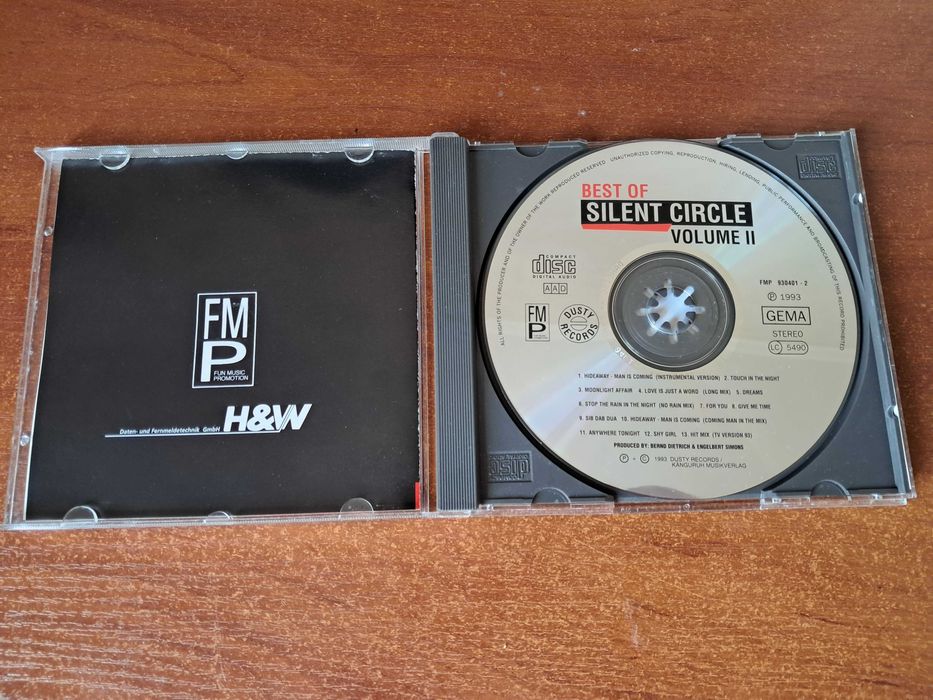 FM
P
FUN MUSIC
PROMOTION
H&W
Daten- und Fernmeldetechnik GmbH
ALL RIGHTS OF THE PRODUCER AND OF THE OWNER OF THE WORK REPRODUCED RESERVED. UNAUTHORIZED COPYING, REPRODUCTION, HIRING, LENDING, PUBLIC PERFORMANCE AND BROADCASTING OF THIS RECORD PROHIBITED
BEST OF
SILENT CIRCLE
VOLUME II
COMPACT
disc
DIGITAL AUDIO
AAD
FM
P
DUSTY
RECORDS
FMP 930401 - 2
℗ 1993
GEMA
STEREO
LC 5490
1. HIDEAWAY - MAN IS COMING (INSTRUMENTAL VERSION) 2. TOUCH IN THE NIGHT
3. MOONLIGHT AFFAIR 4. LOVE IS JUST A WORD (LONG MIX) 5. DREAMS
6. STOP THE RAIN IN THE NIGHT (NO RAIN MIX) 7. FOR YOU 8. GIVE ME TIME
9. SIB DAB DUA 10. HIDEAWAY - MAN IS COMING (COMING MAN IN THE MIX)
11. ANYWHERE TONIGHT 12. SHY GIRL 13. HIT MIX (TV VERSION 93)
PRODUCED BY: BERND DIETRICH & ENGELBERT SIMONS
℗ + © 1993 DUSTY RECORDS /
KANGURUH MUSIKVERLAG
disc
disc